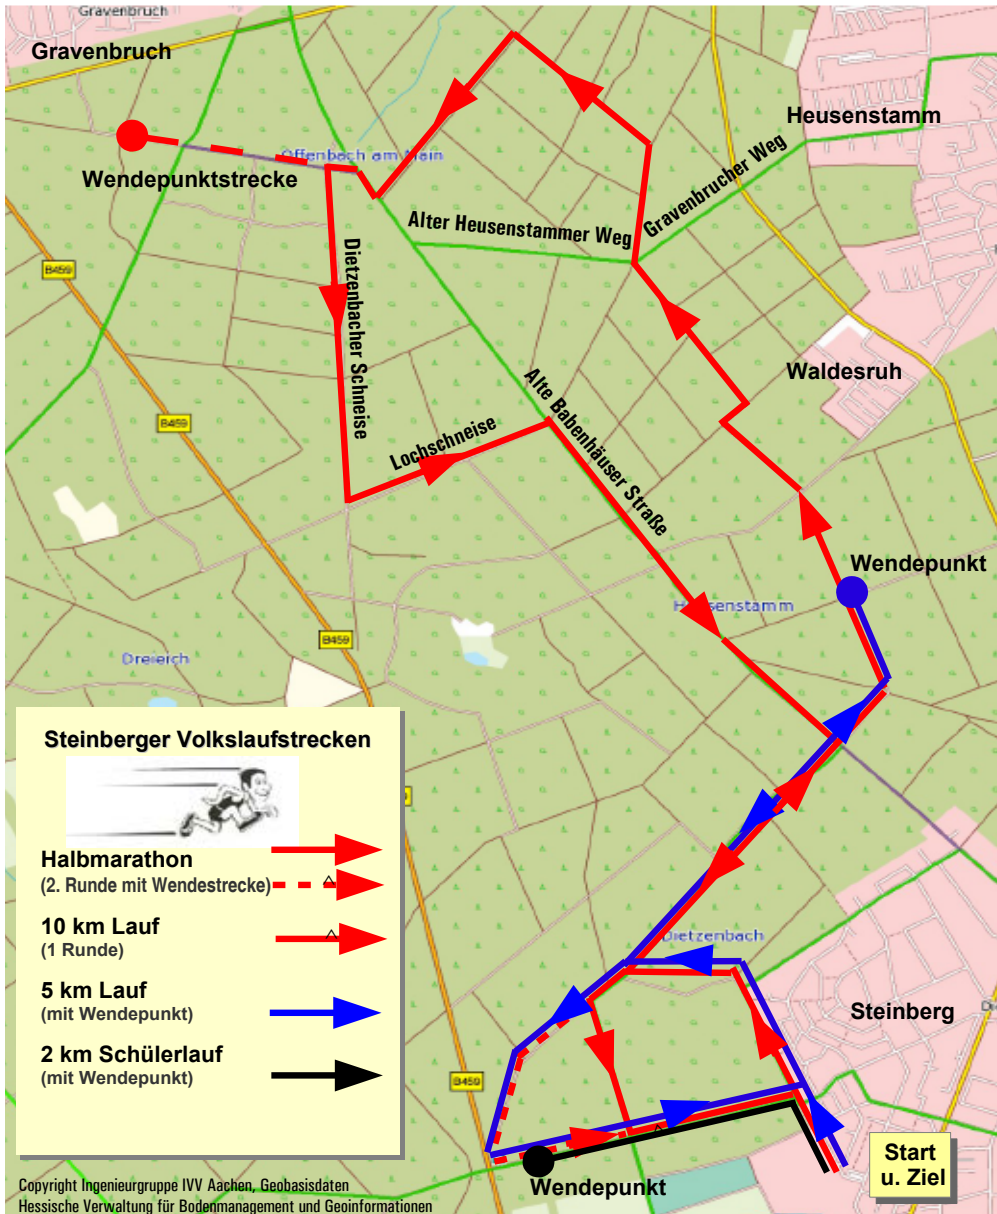 Gravenbruch
Gravenbruch
Heusenstamm
Offenbach am Main
Wendepunktstrecke
Gravenbrucher Weg
Alter Heusenstammer Weg
B459
Dietzenbacher Schneise
Waldesruh
Alte Babenhäuser Straße
B459
Lochschneise
Wendepunkt
Heusenstamm
B459
Dreieich
Steinberger Volkslaufstrecken
Halbmarathon
(2. Runde mit Wendestrecke)
10 km Lauf
(1 Runde)
5 km Lauf
(mit Wendepunkt)
2 km Schülerlauf
(mit Wendepunkt)
Dietzenbach
Steinberg
B459
Start
u. Ziel
Wendepunkt
Copyright Ingenieurgruppe IVV Aachen, Geobasisdaten
Hessische Verwaltung für Bodenmanagement und Geoinformationen